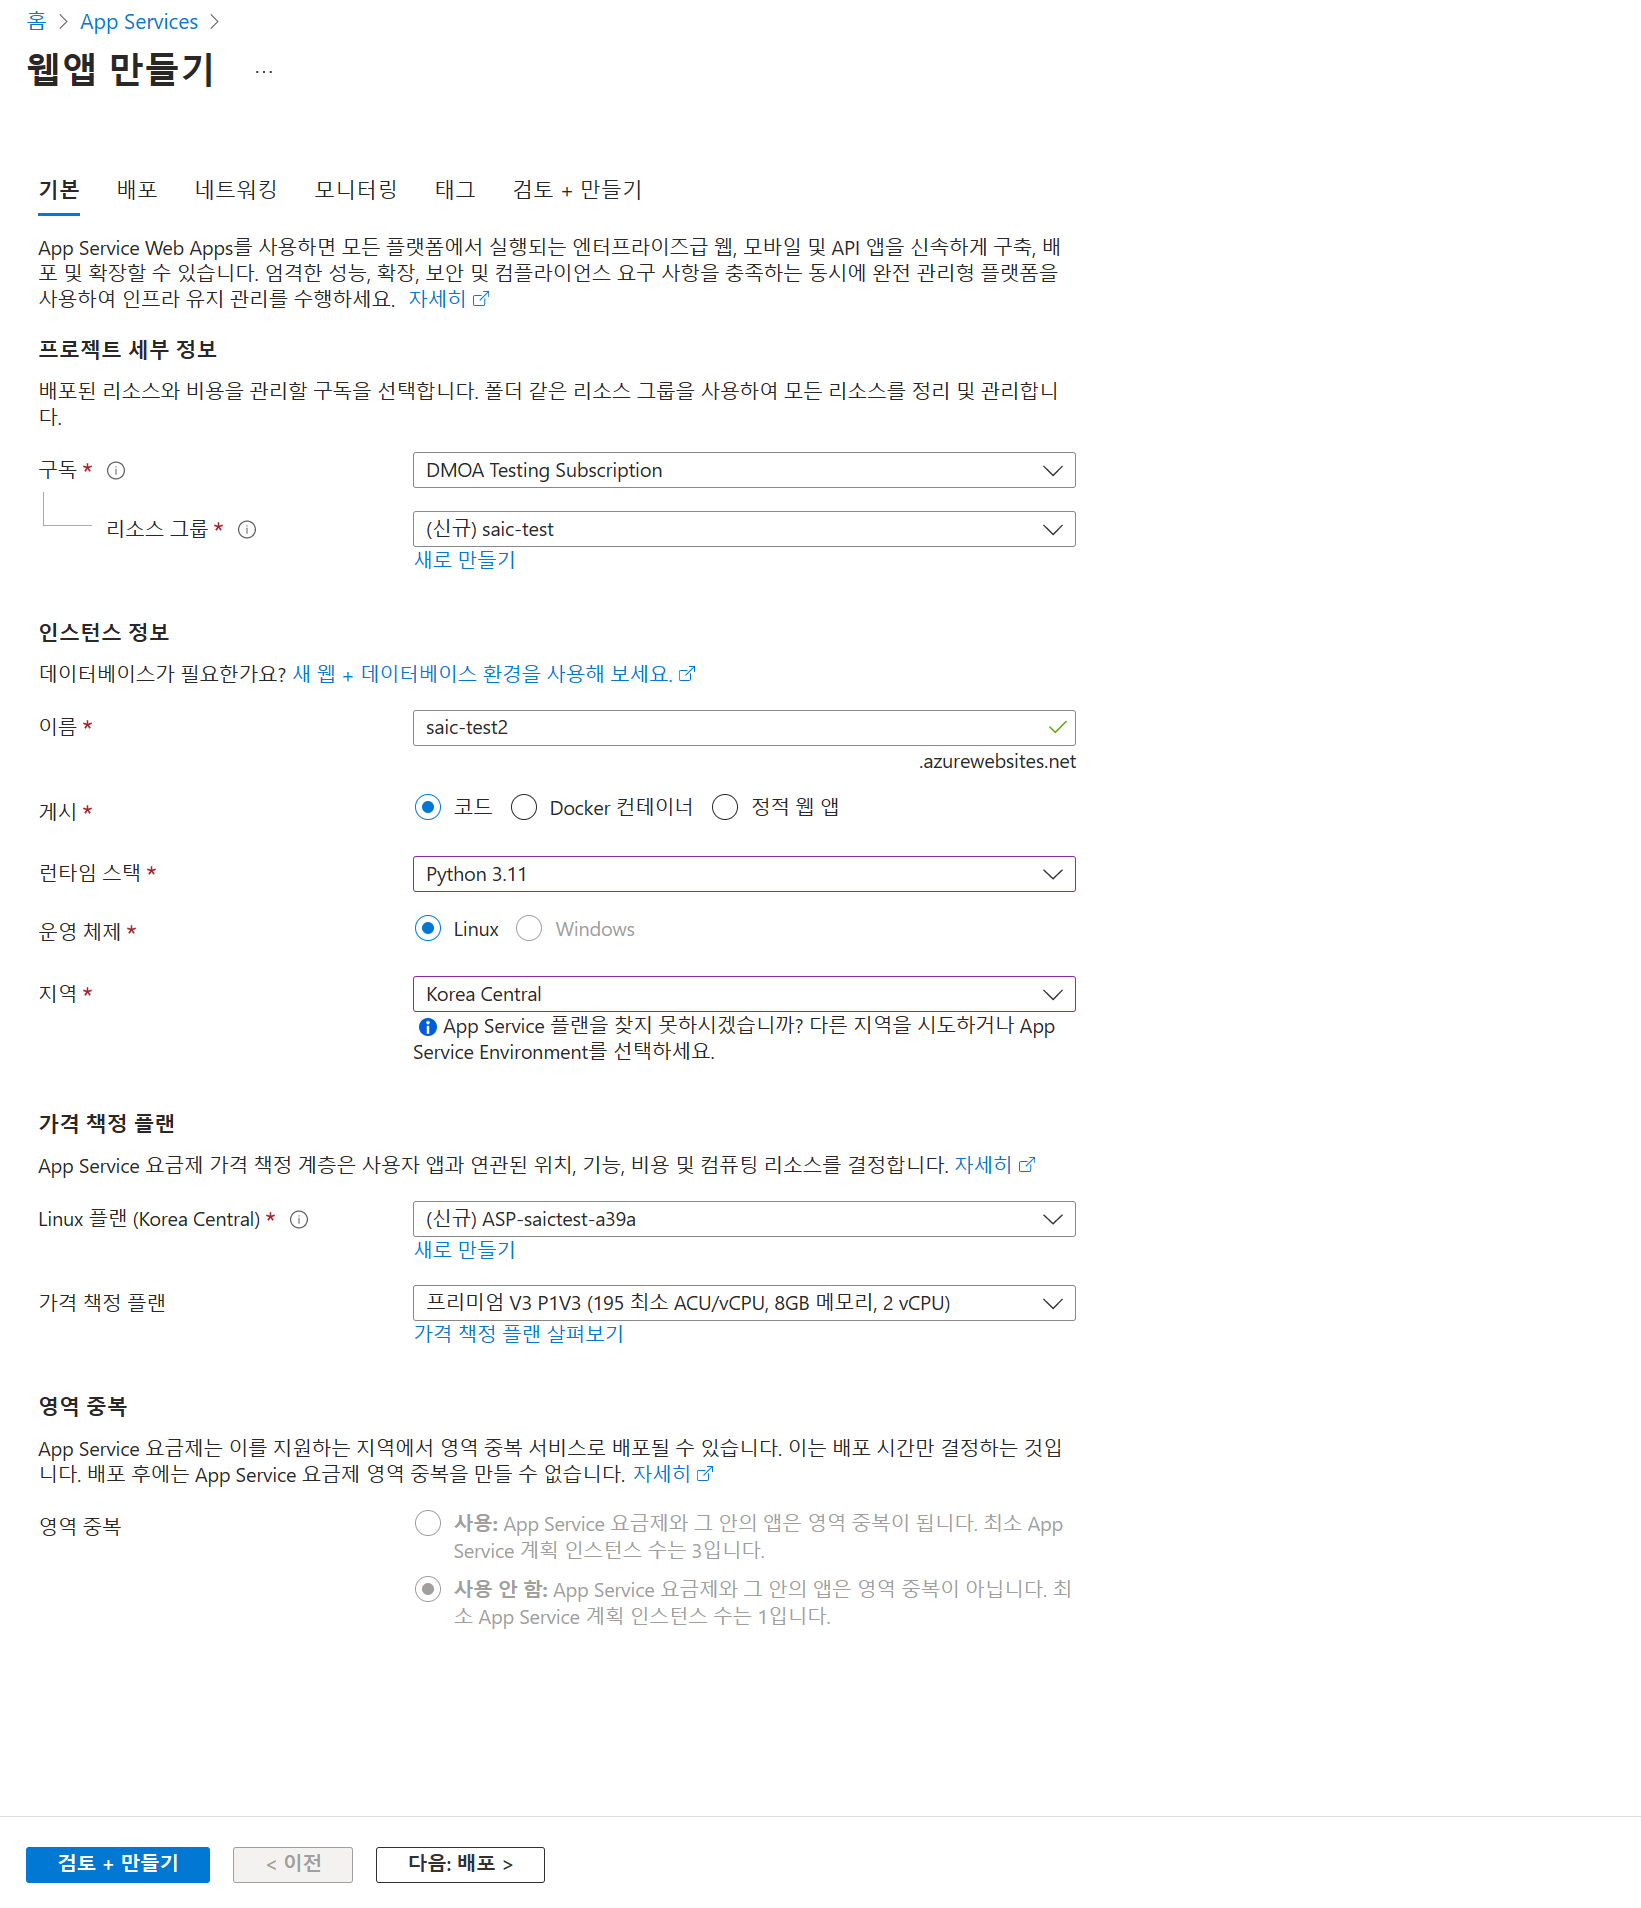 홈 > App Services >
웹앱 만들기 ...
기본 배포 네트워킹 모니터링 태그 검토 + 만들기
App Service Web Apps를 사용하면 모든 플랫폼에서 실행되는 엔터프라이즈급 웹, 모바일 및 API 앱을 신속하게 구축, 배
포 및 확장할 수 있습니다. 엄격한 성능, 확장, 보안 및 컴플라이언스 요구 사항을 충족하는 동시에 완전 관리형 플랫폼을
사용하여 인프라 유지 관리를 수행하세요. 자세히
프로젝트 세부 정보
배포된 리소스와 비용을 관리할 구독을 선택합니다. 폴더 같은 리소스 그룹을 사용하여 모든 리소스를 정리 및 관리합니
다.
구독 * DMOA Testing Subscription
리소스 그룹 * (신규) saic-test
새로 만들기
인스턴스 정보
데이터베이스가 필요한가요? 새 웹 + 데이터베이스 환경을 사용해 보세요.
이름 * saic-test2
.azurewebsites.net
게시 * 코드 Docker 컨테이너 정적 웹 앱
런타임 스택 * Python 3.11
운영 체제 * Linux Windows
지역 * Korea Central
App Service 플랜을 찾지 못하시겠습니까? 다른 지역을 시도하거나 App
Service Environment를 선택하세요.
가격 책정 플랜
App Service 요금제 가격 책정 계층은 사용자 앱과 연관된 위치, 기능, 비용 및 컴퓨팅 리소스를 결정합니다. 자세히
Linux 플랜 (Korea Central) * (신규) ASP-saictest-a39a
새로 만들기
가격 책정 플랜 프리미엄 V3 P1V3 (195 최소 ACU/vCPU, 8GB 메모리, 2 vCPU)
가격 책정 플랜 살펴보기
영역 중복
App Service 요금제는 이를 지원하는 지역에서 영역 중복 서비스로 배포될 수 있습니다. 이는 배포 시간만 결정하는 것입
니다. 배포 후에는 App Service 요금제 영역 중복을 만들 수 없습니다. 자세히
영역 중복 사용: App Service 요금제와 그 안의 앱은 영역 중복이 됩니다. 최소 App
Service 계획 인스턴스 수는 3입니다.
사용 안 함: App Service 요금제와 그 안의 앱은 영역 중복이 아닙니다. 최
소 App Service 계획 인스턴스 수는 1입니다.
검토 + 만들기 < 이전 다음: 배포 >